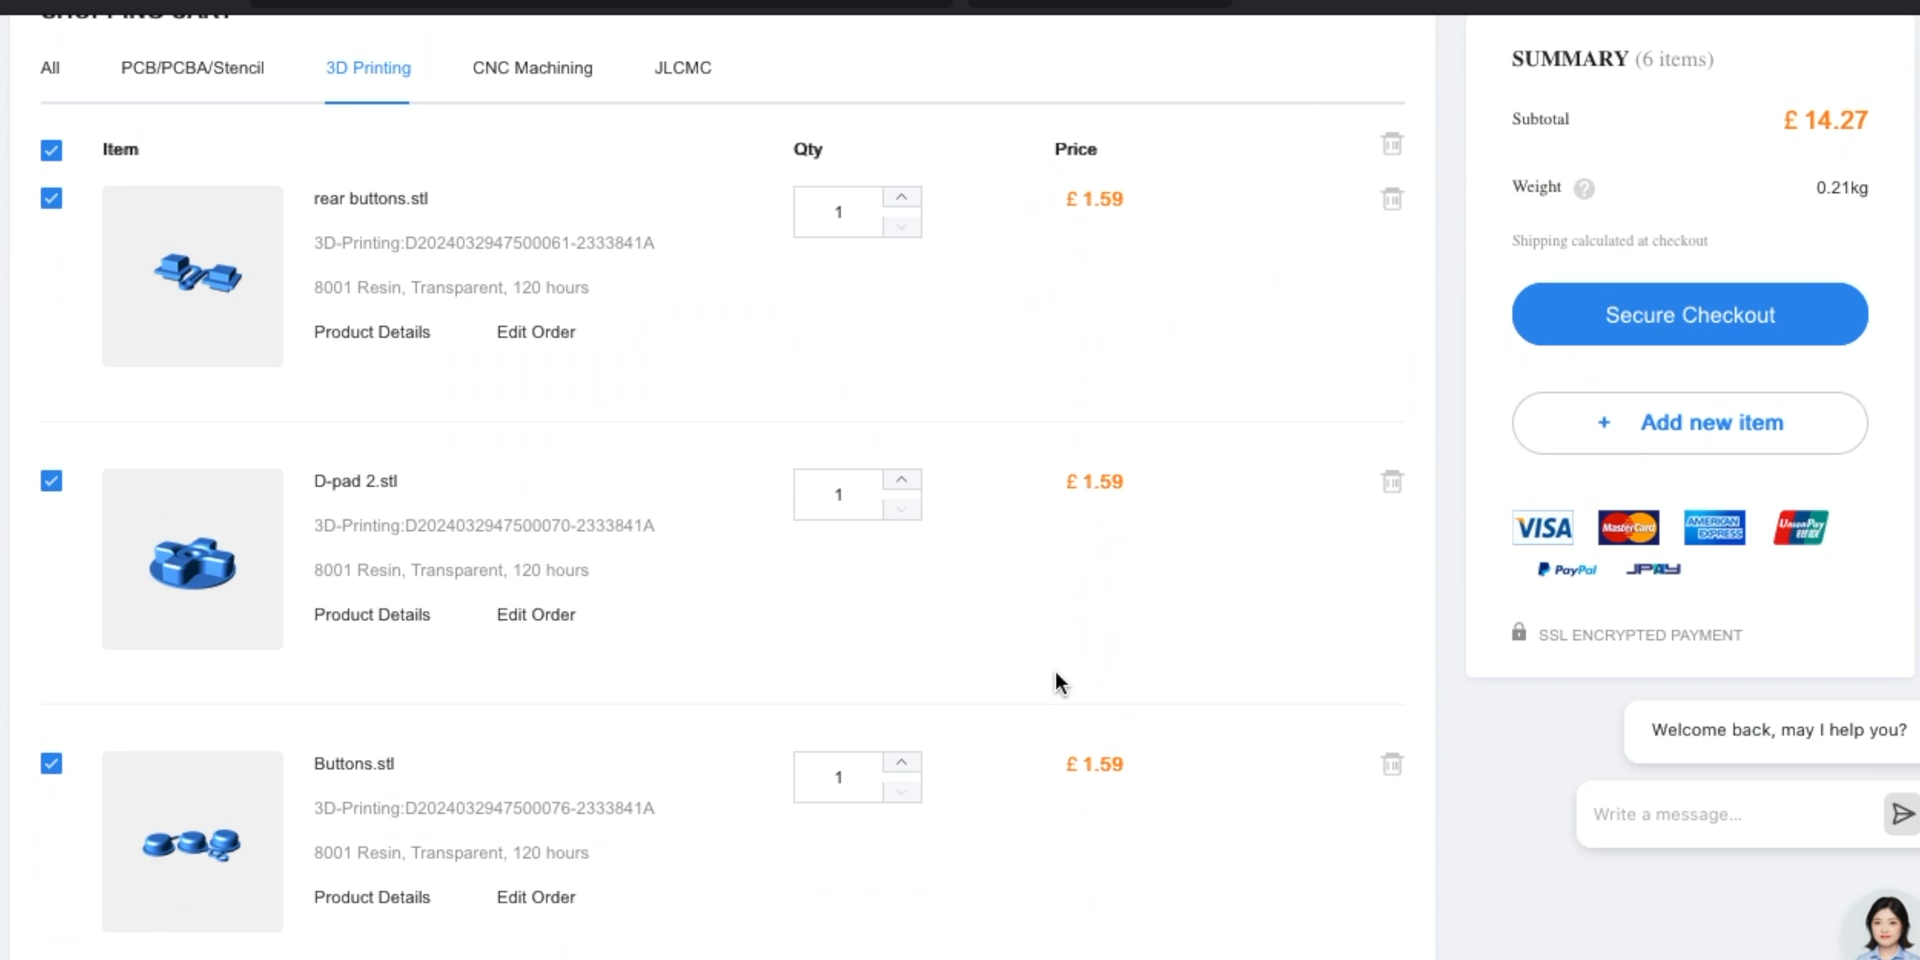 SHOPPING CART
All PCB/PCBA/Stencil 3D Printing CNC Machining JLCMC
Item Qty Price
rear buttons.stl 1 £ 1.59
3D-Printing:D2024032947500061-2333841A
8001 Resin, Transparent, 120 hours
Product Details Edit Order
D-pad 2.stl 1 £ 1.59
3D-Printing:D2024032947500070-2333841A
8001 Resin, Transparent, 120 hours
Product Details Edit Order
Buttons.stl 1 £ 1.59
3D-Printing:D2024032947500076-2333841A
8001 Resin, Transparent, 120 hours
Product Details Edit Order
SUMMARY (6 items)
Subtotal £ 14.27
Weight ? 0.21kg
Shipping calculated at checkout
Secure Checkout
+ Add new item
VISA MasterCard AMERICAN EXPRESS UnionPay 银联
PayPal JPAY
SSL ENCRYPTED PAYMENT
Welcome back, may I help you?
Write a message...